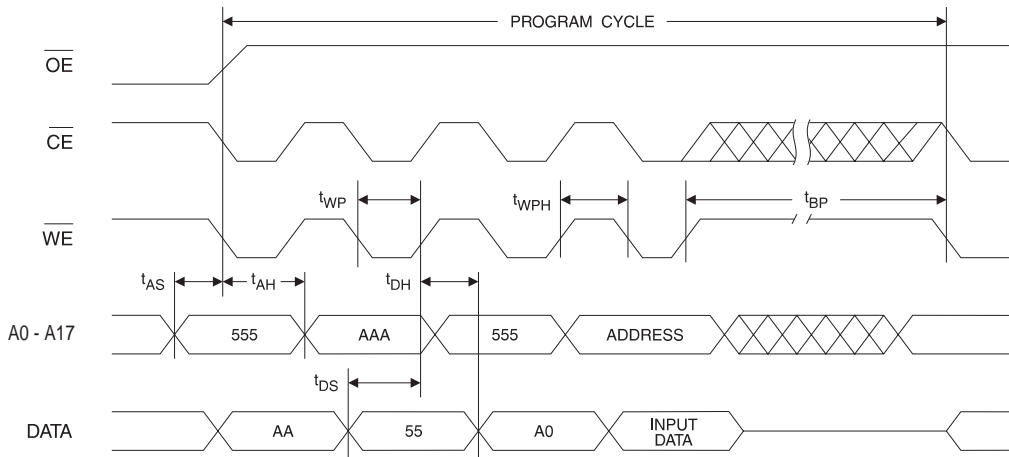 PROGRAM CYCLE
OE
CE
tWP
tWPH
tBP
WE
tAS
tAH
tDH
A0 - A17
555
AAA
555
ADDRESS
tDS
DATA
AA
55
A0
INPUT
DATA